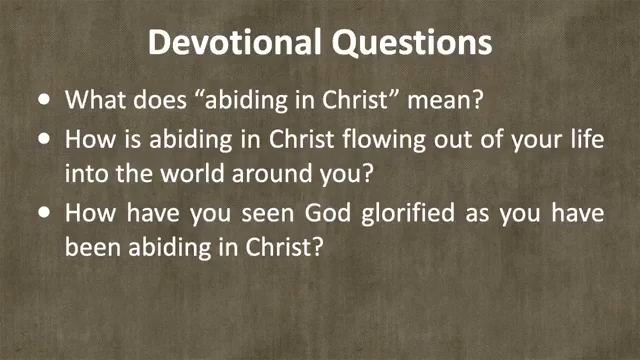 Devotional Questions
• What does “abiding in Christ” mean?
• How is abiding in Christ flowing out of your life
into the world around you?
• How have you seen God glorified as you have
been abiding in Christ?